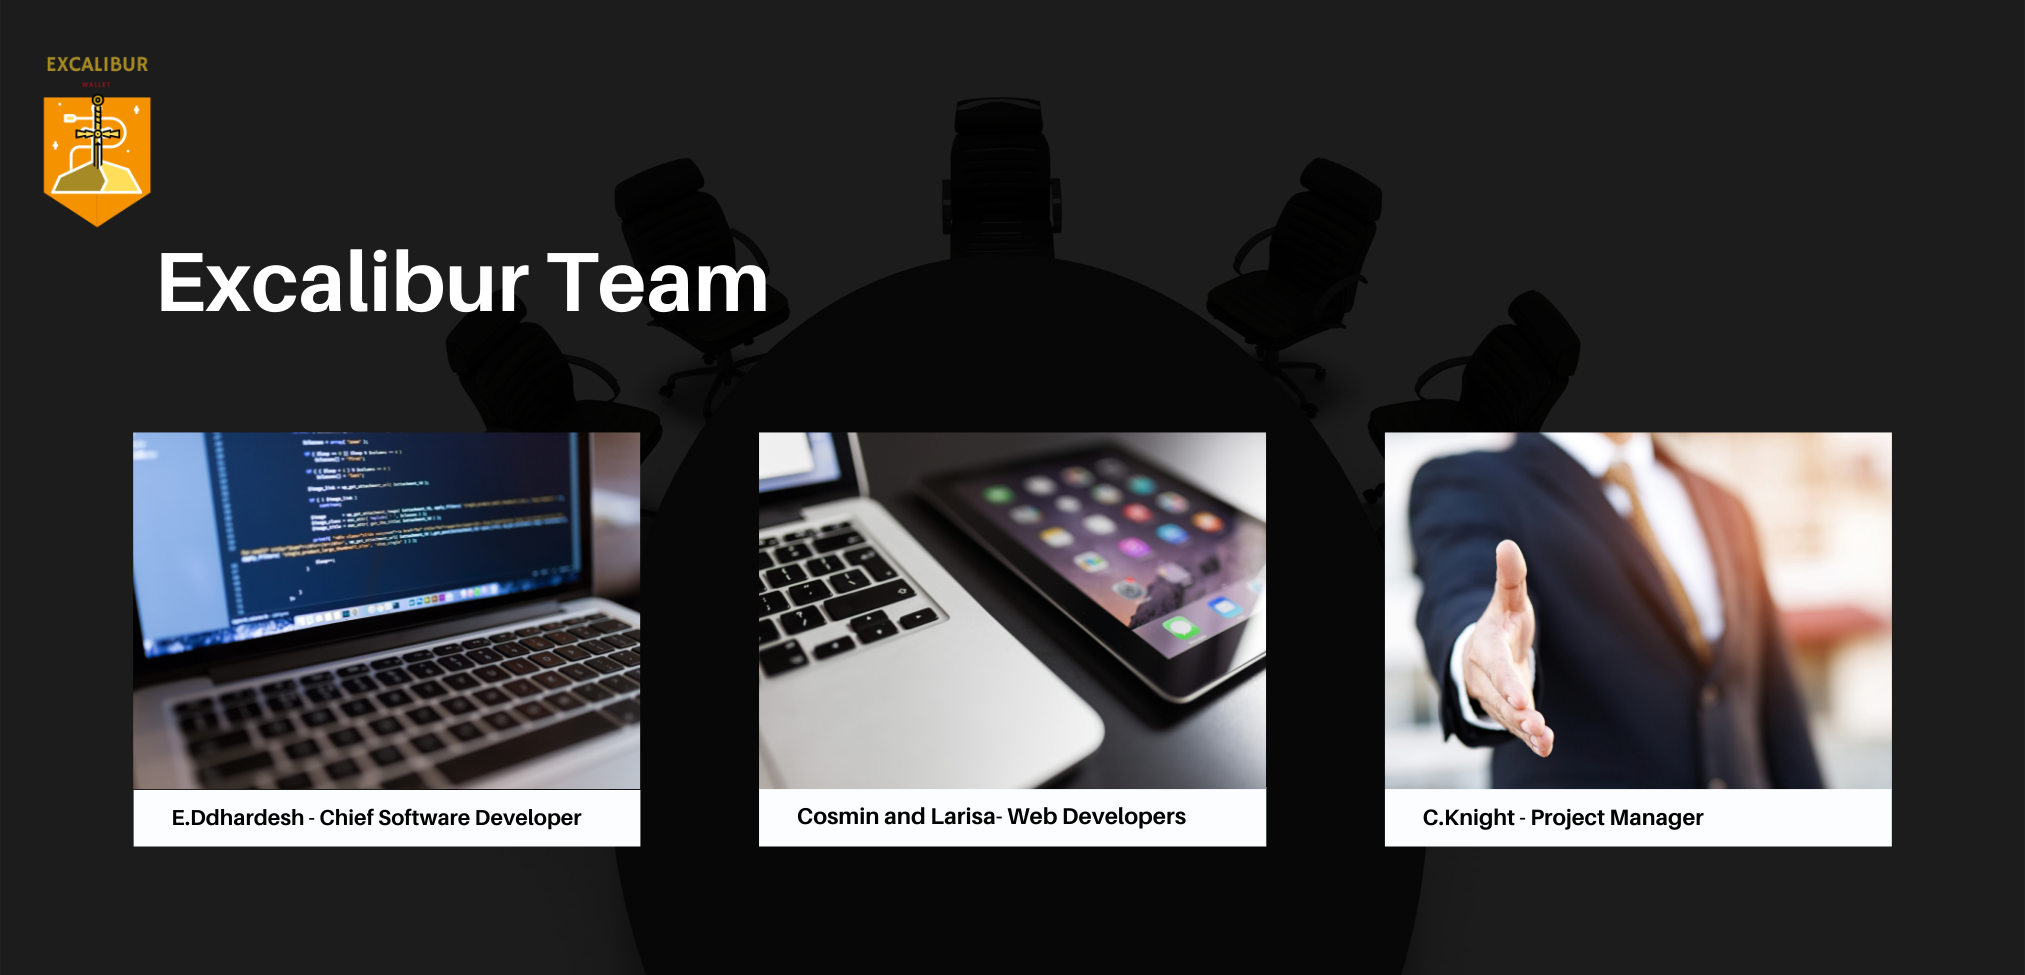 EXCALIBUR
WALLET
Excalibur Team
E.Ddhardesh - Chief Software Developer
Cosmin and Larisa- Web Developers
C.Knight - Project Manager